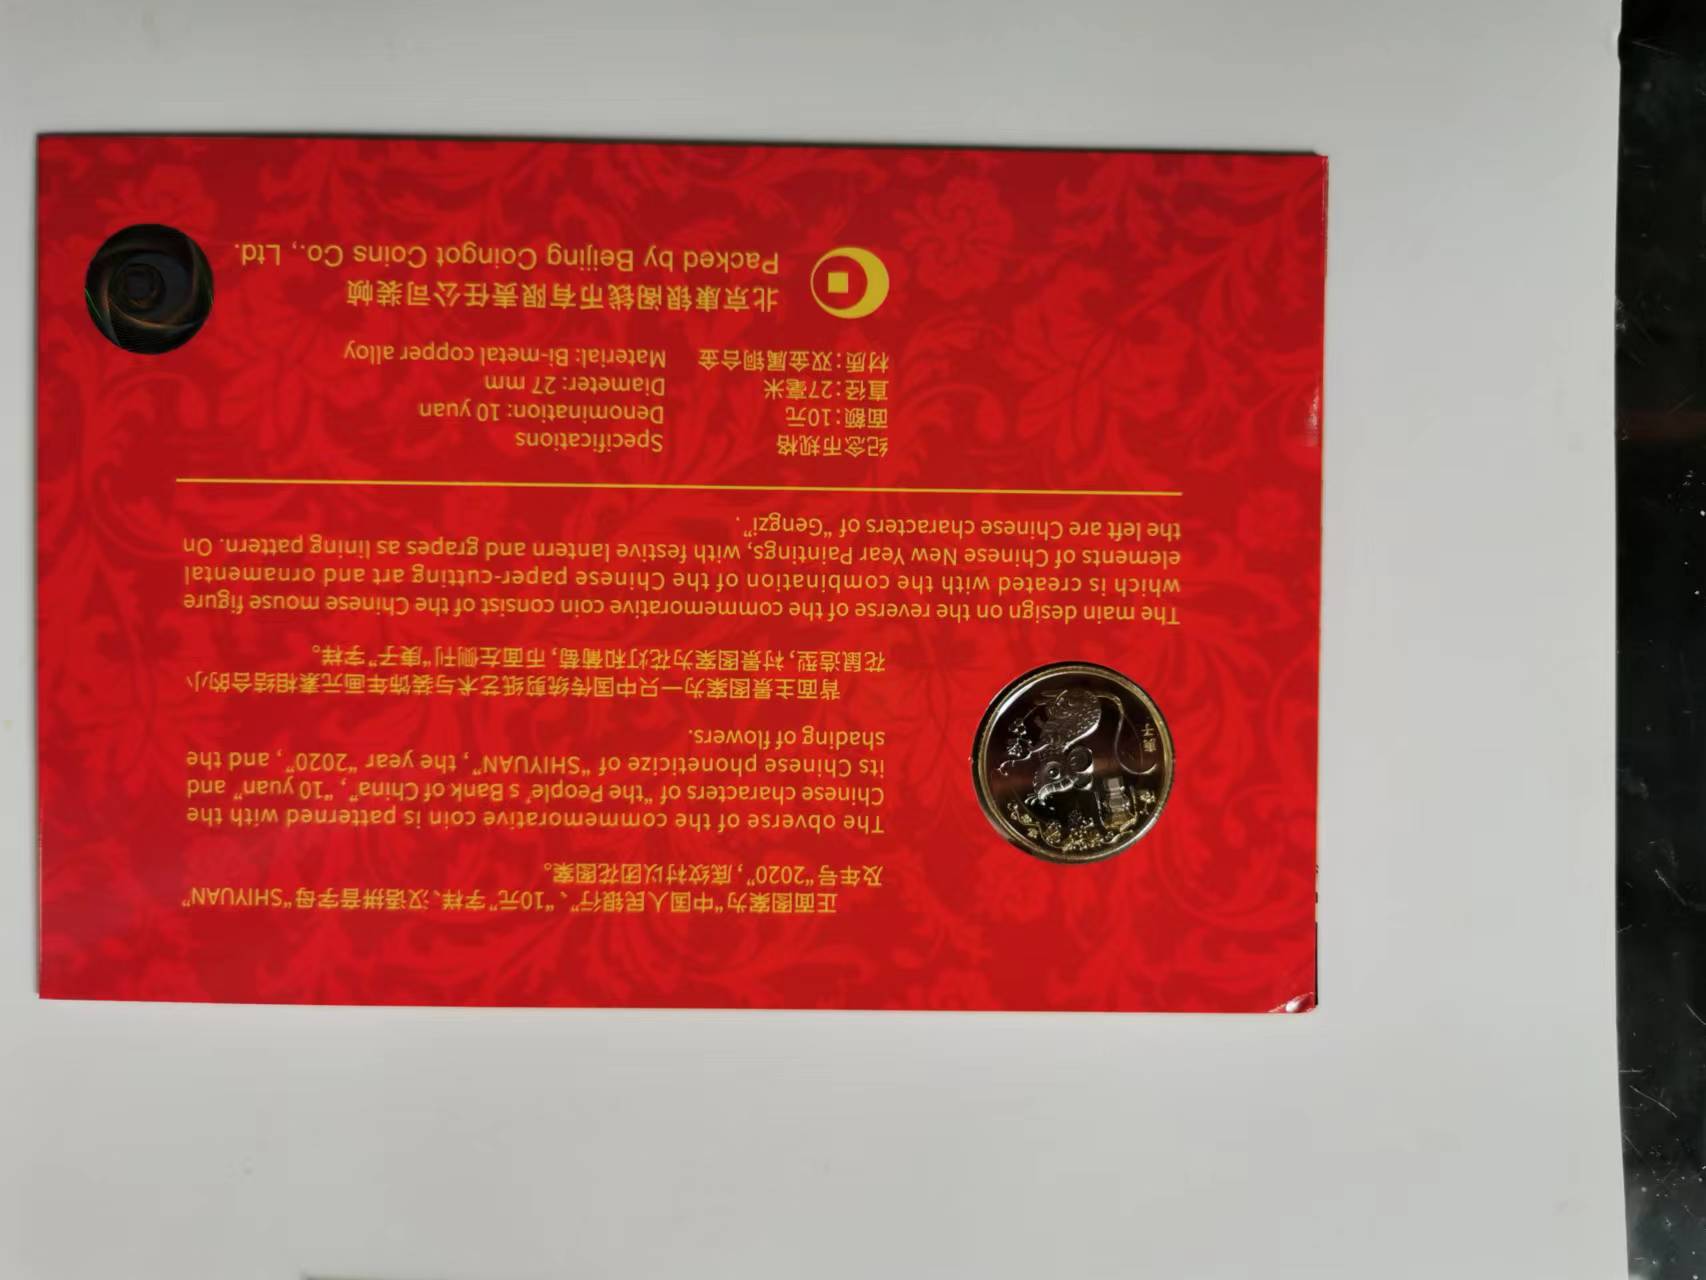 正面图案为“中国人民银行”、“10元”字样、汉语拼音字母“SHIYUAN”
及年号“2020”，底纹衬以团花图案。
The obverse of the commemorative coin is patterned with the
Chinese characters of “the People’s Bank of China”, “10 yuan” and
its Chinese phoneticize of “SHIYUAN”, the year “2020”, and the
shading of flowers.
背面主景图案为一只中国传统剪纸艺术与装饰年画元素相结合的小
花鼠造型，衬景图案为花灯和葡萄，币面左侧刊“庚子”字样。
庚子
The main design on the reverse of the commemorative coin consist of the Chinese mouse figure
which is created with the combination of the Chinese paper-cutting art and ornamental
elements of Chinese New Year Paintings, with festive lantern and grapes as lining pattern. On
the left are Chinese characters of “Gengzi”.
纪念币规格 Specifications
面额：10元 Denomination: 10 yuan
直径：27毫米 Diameter: 27 mm
材质：双金属铜合金 Material: Bi-metal copper alloy
北京康银阁钱币有限责任公司装帧
Packed by Beijing Coingot Coins Co., Ltd.